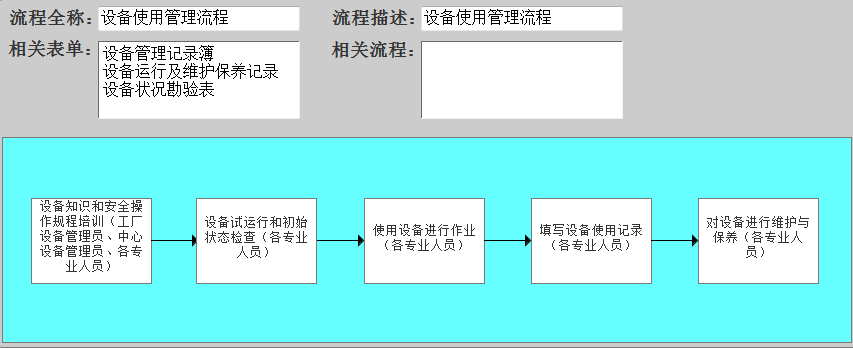 流程全称：设备使用管理流程 流程描述：设备使用管理流程
相关表单：设备管理记录簿 相关流程：
设备运行及维护保养记录
设备状况勘验表
设备知识和安全操
作规程培训（工厂
设备管理员、中心
设备管理员、各专
业人员）
设备试运行和初始
状态检查（各专业
人员）
使用设备进行作业
（各专业人员）
填写设备使用记录
（各专业人员）
对设备进行维护与
保养（各专业人
员）